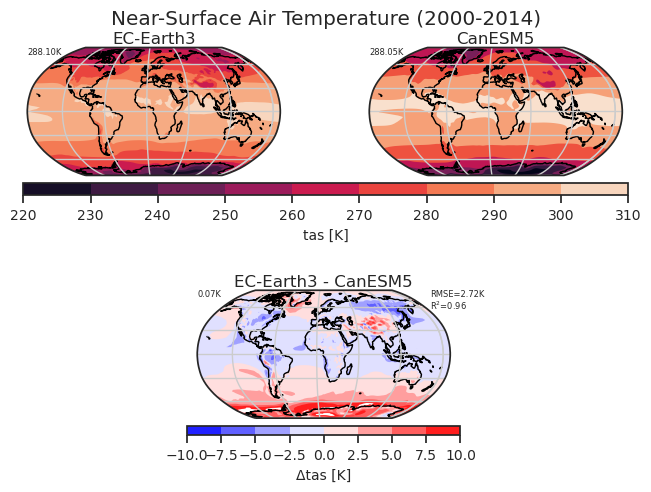 Near-Surface Air Temperature (2000-2014)
EC-Earth3
CanESM5
288.10K
288.05K
220 230 240 250 260 270 280 290 300 310
tas [K]
EC-Earth3 - CanESM5
0.07K
RMSE=2.72K
R²=0.96
−10.0 −7.5 −5.0 −2.5 0.0 2.5 5.0 7.5 10.0
Δtas [K]